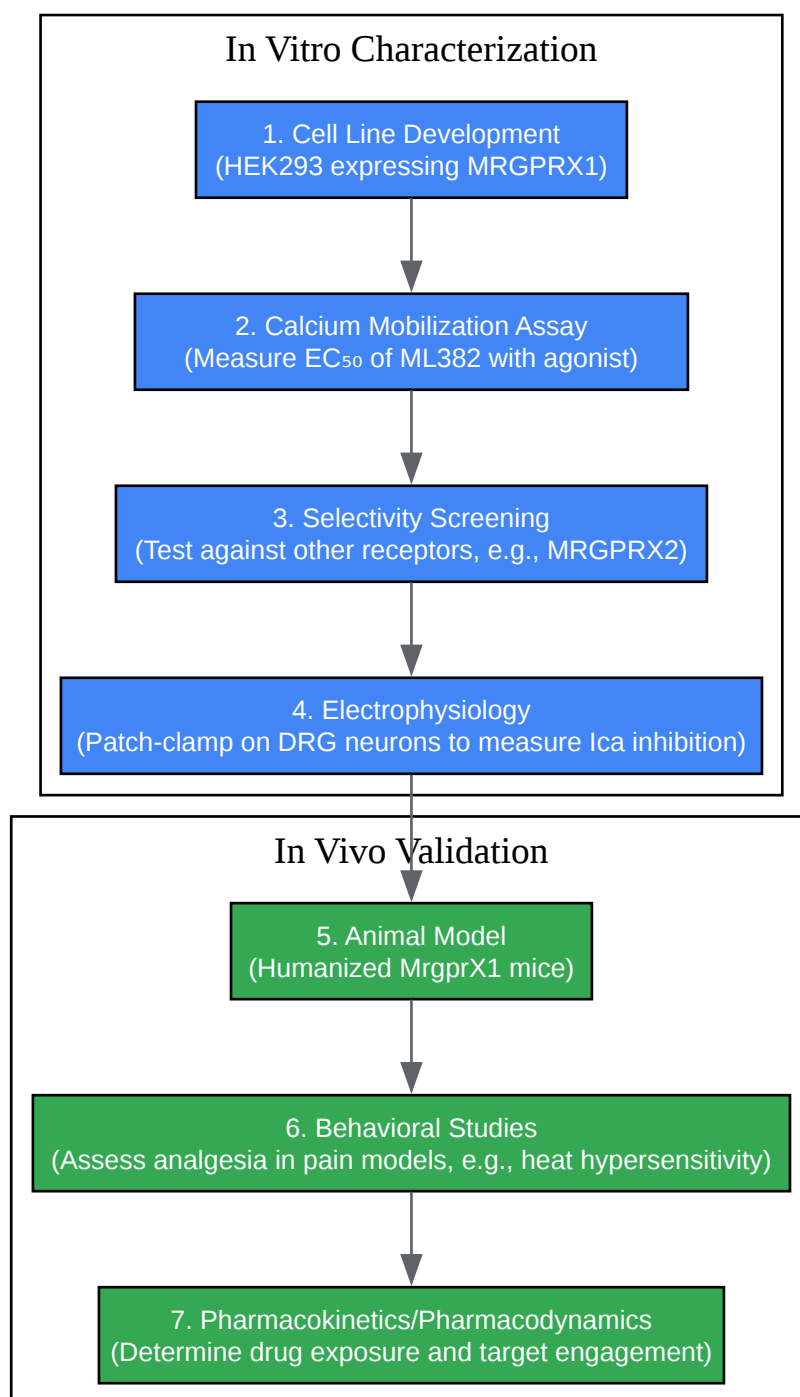 In Vitro Characterization
1. Cell Line Development
(HEK293 expressing MRGPRX1)
2. Calcium Mobilization Assay
(Measure EC₅₀ of ML382 with agonist)
3. Selectivity Screening
(Test against other receptors, e.g., MRGPRX2)
4. Electrophysiology
(Patch-clamp on DRG neurons to measure Ica inhibition)
In Vivo Validation
5. Animal Model
(Humanized MrgprX1 mice)
6. Behavioral Studies
(Assess analgesia in pain models, e.g., heat hypersensitivity)
7. Pharmacokinetics/Pharmacodynamics
(Determine drug exposure and target engagement)